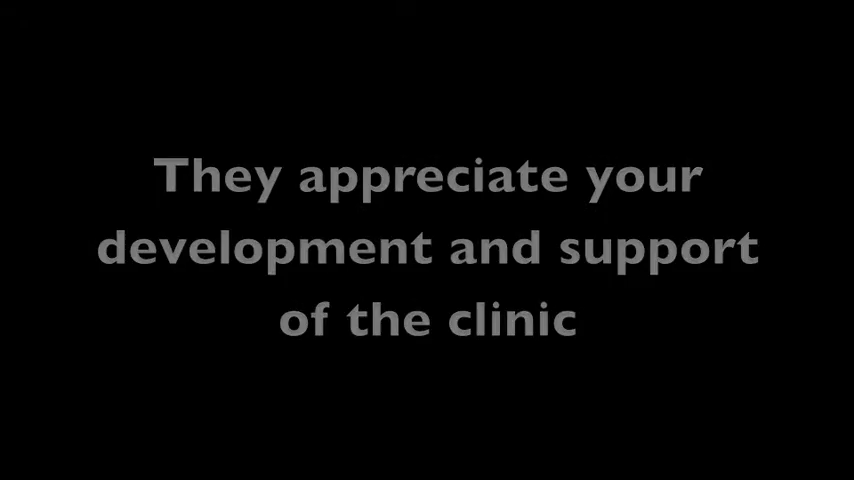 They appreciate your
development and support
of the clinic